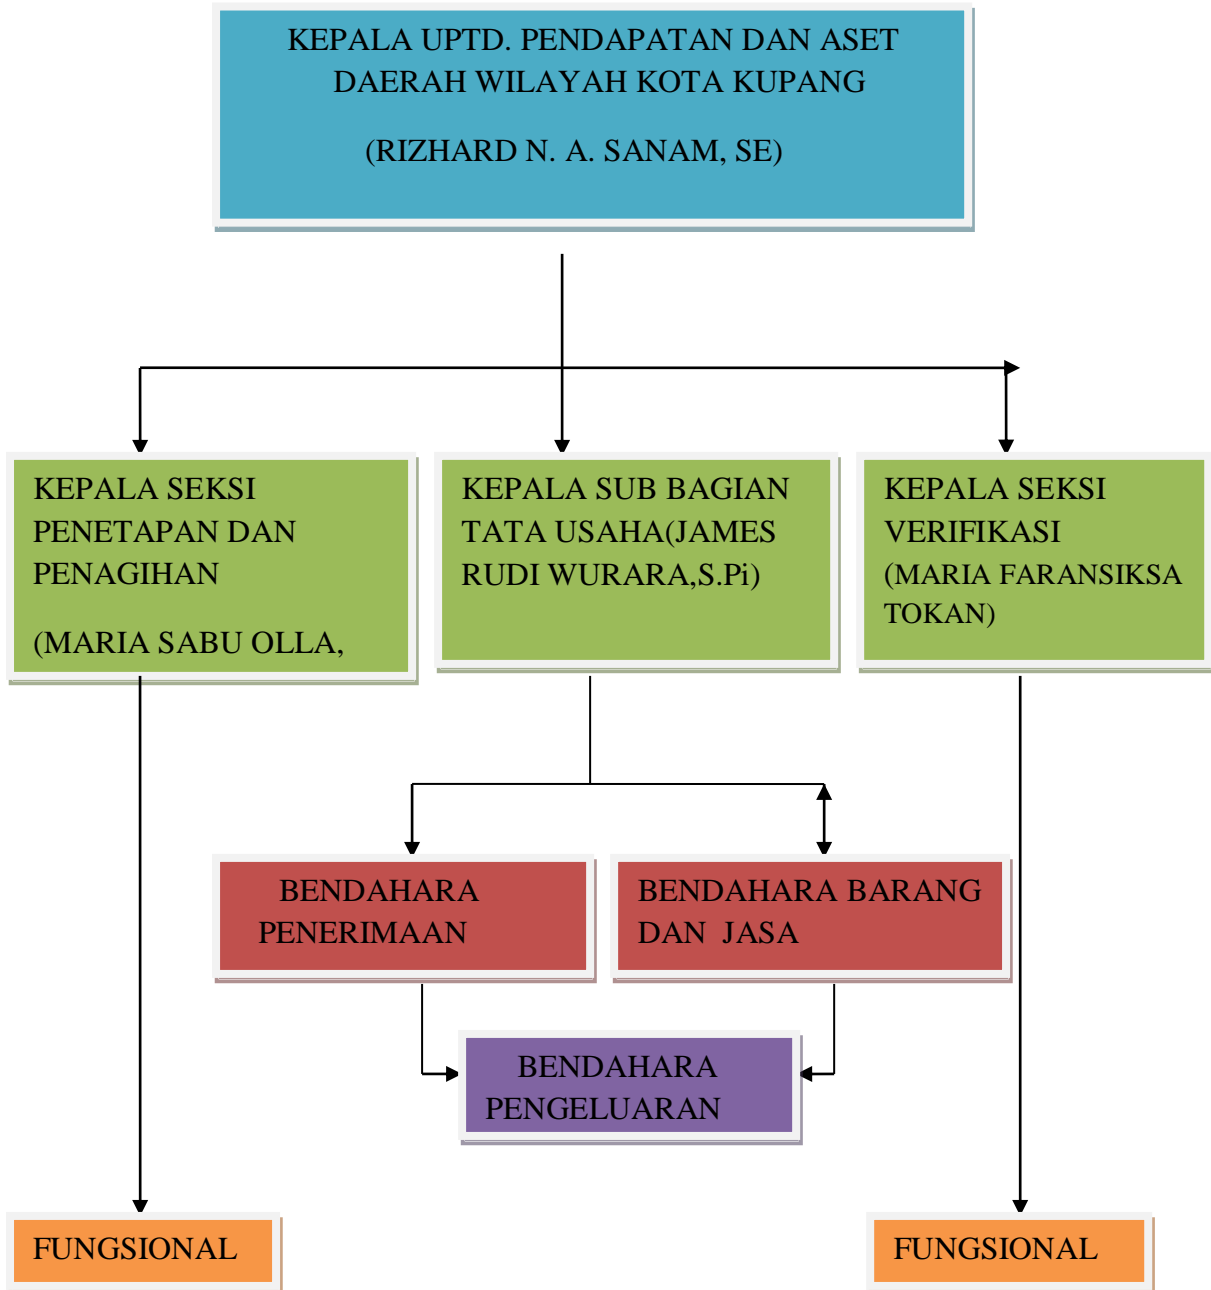 KEPALA UPTD. PENDAPATAN DAN ASET
DAERAH WILAYAH KOTA KUPANG
(RIZHARD N. A. SANAM, SE)
KEPALA SEKSI
PENETAPAN DAN
PENAGIHAN
(MARIA SABU OLLA,
KEPALA SUB BAGIAN
TATA USAHA(JAMES
RUDI WURARA,S.Pi)
KEPALA SEKSI
VERIFIKASI
(MARIA FARANSIKSA
TOKAN)
BENDAHARA
PENERIMAAN
BENDAHARA BARANG
DAN JASA
BENDAHARA
PENGELUARAN
FUNGSIONAL
FUNGSIONAL